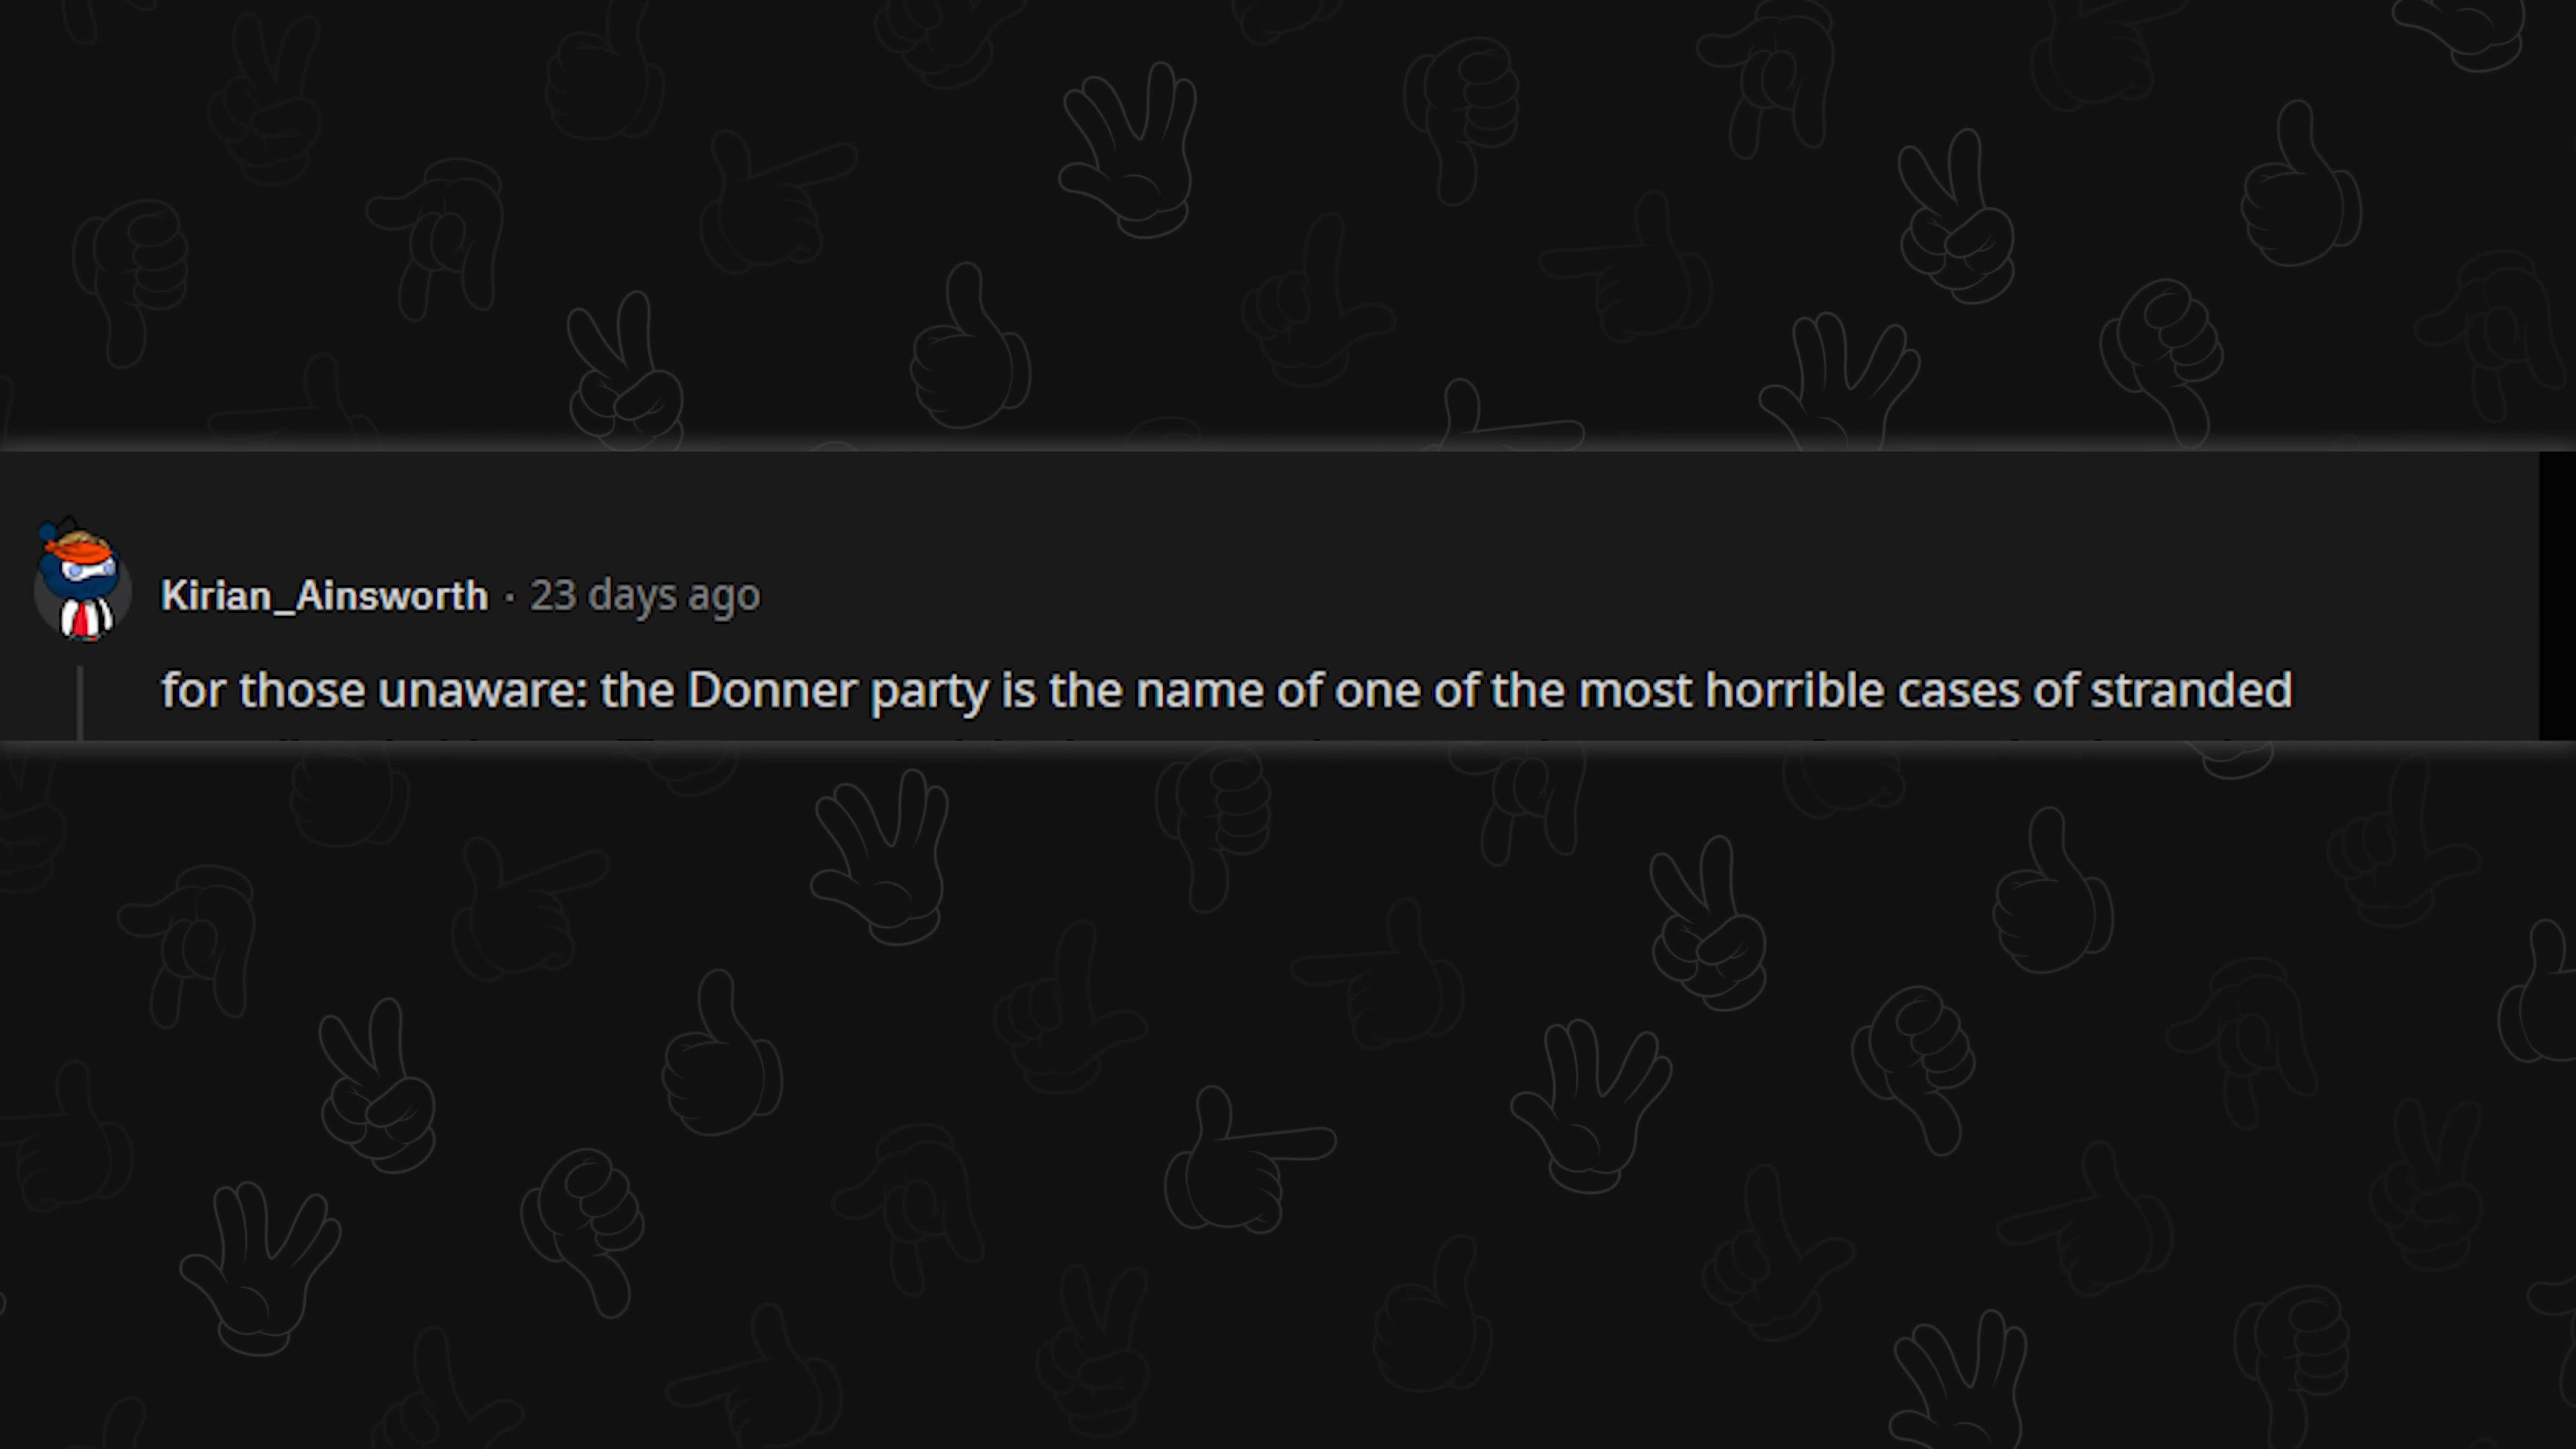 Kirian_Ainsworth · 23 days ago
for those unaware: the Donner party is the name of one of the most horrible cases of stranded